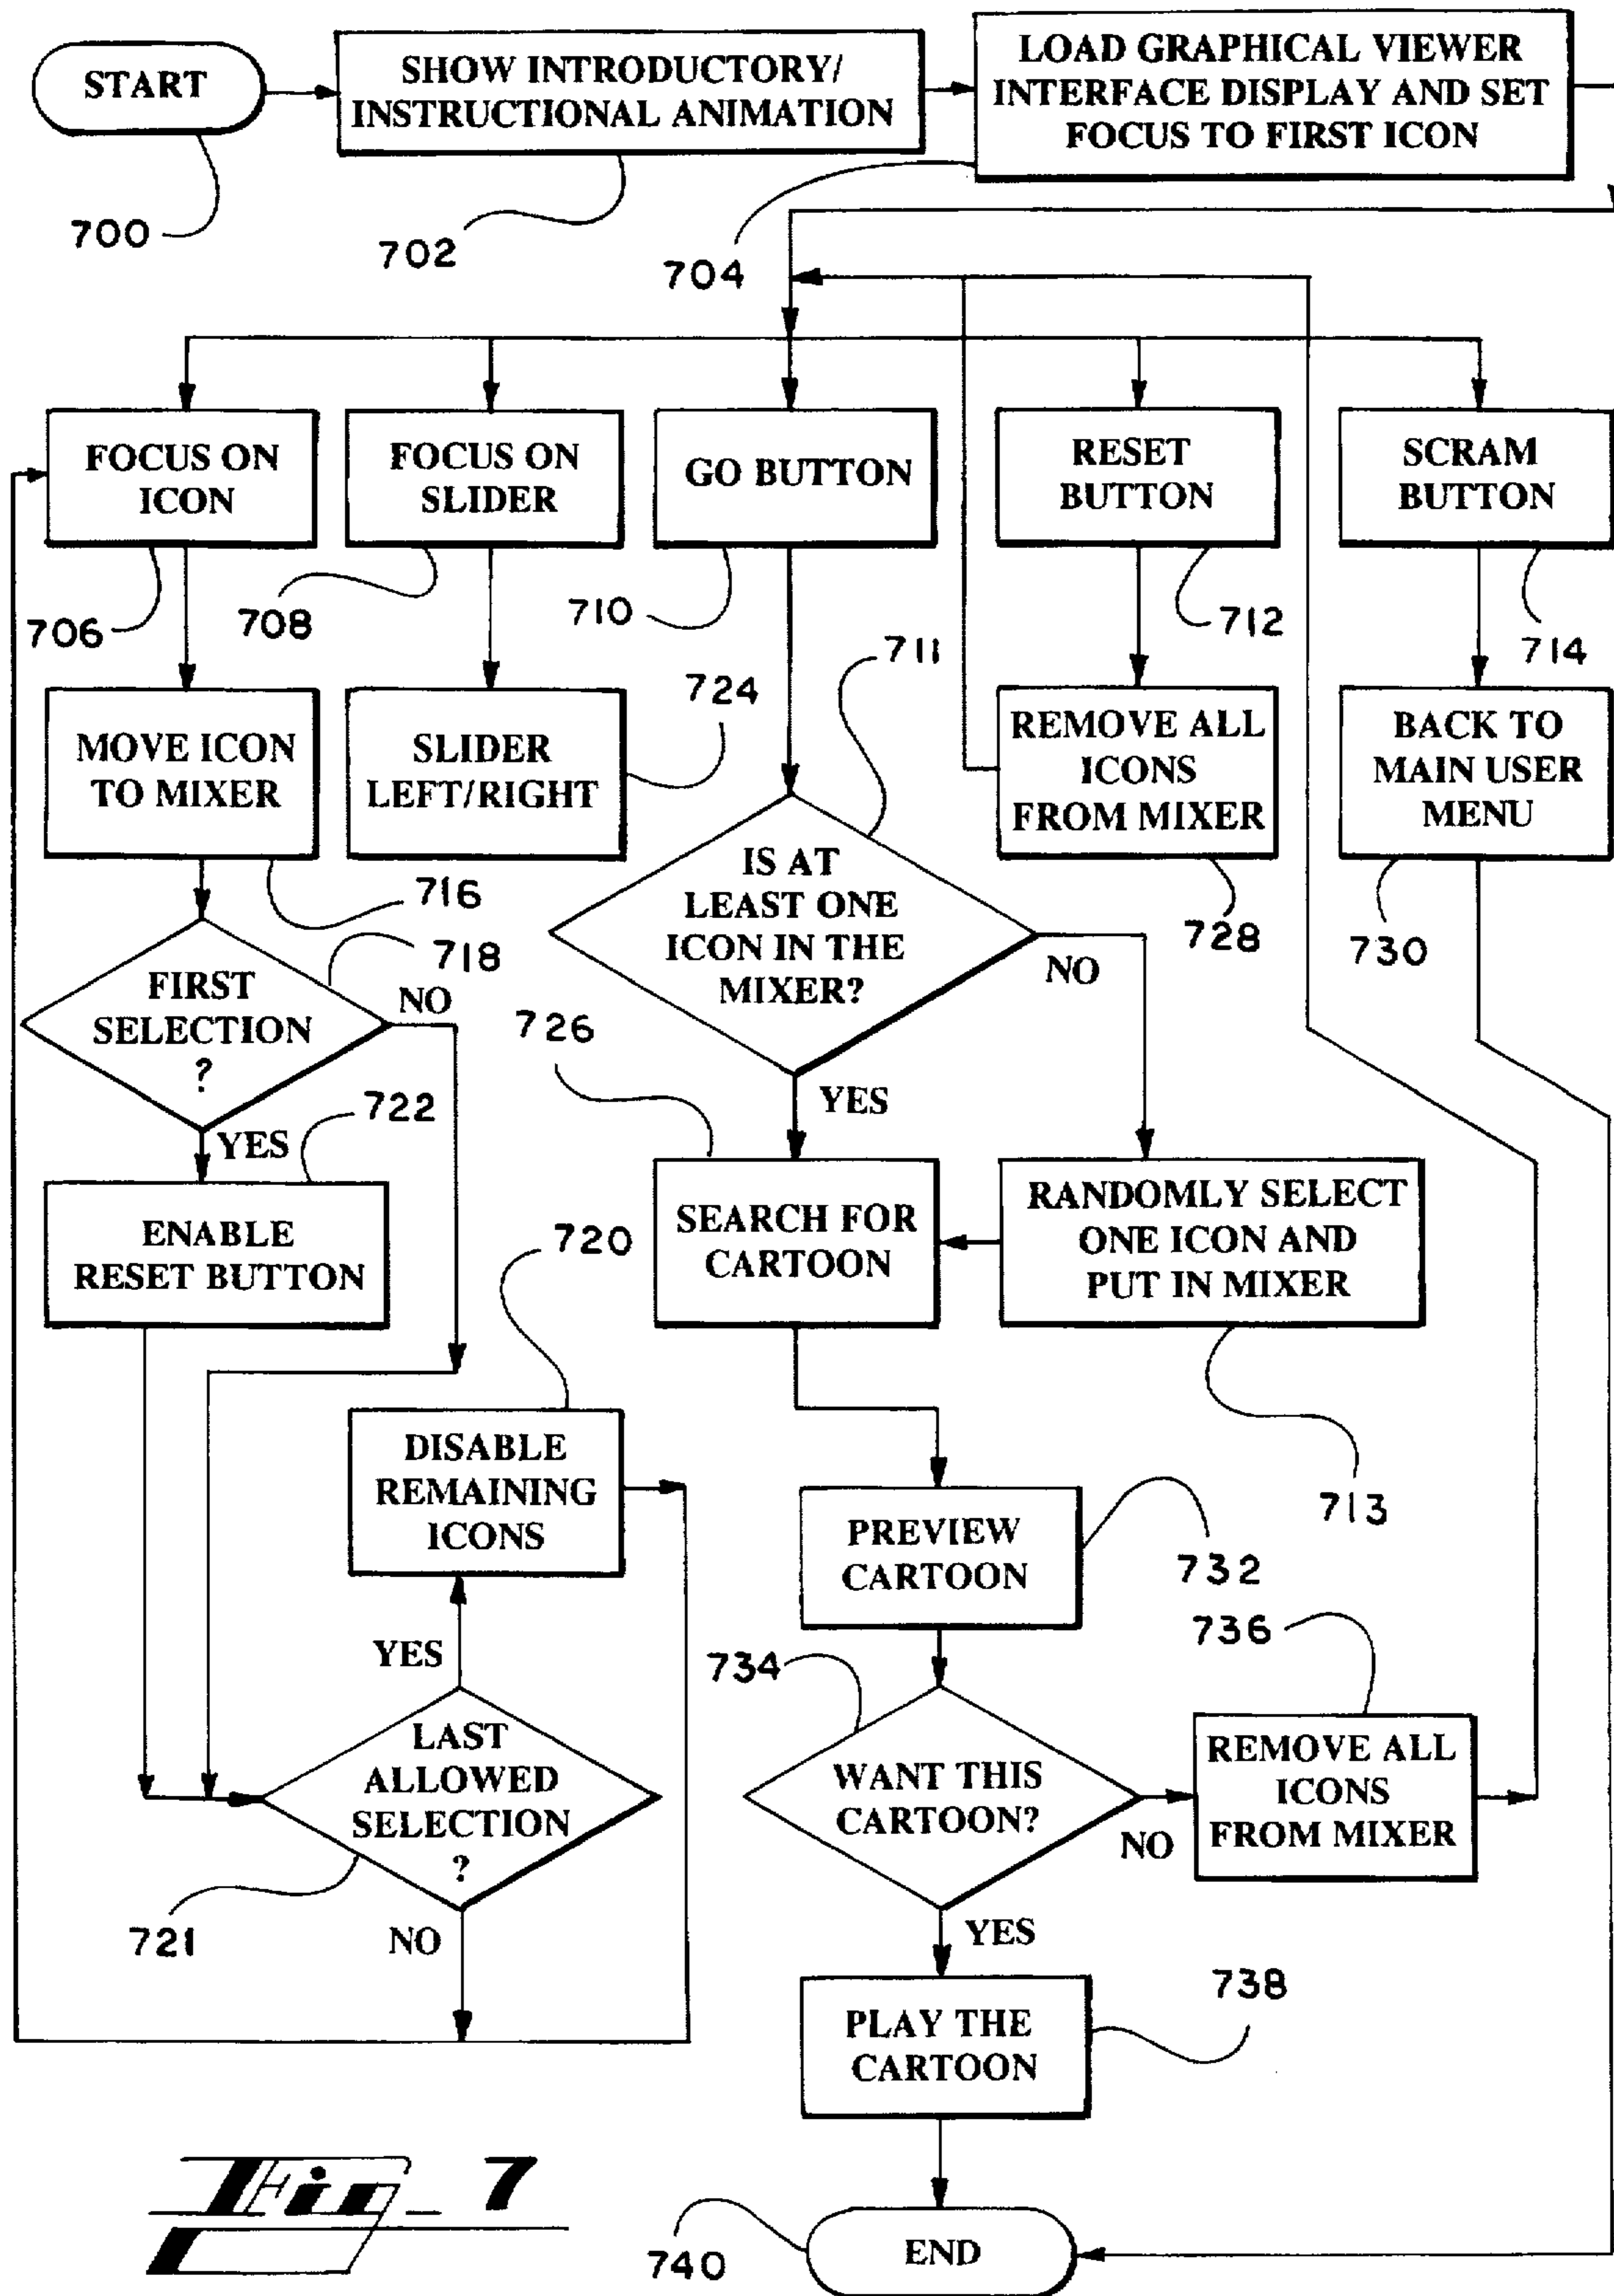 START
SHOW INTRODUCTORY/
INSTRUCTIONAL ANIMATION
LOAD GRAPHICAL VIEWER
INTERFACE DISPLAY AND SET
FOCUS TO FIRST ICON
700
702
704
FOCUS ON
ICON
FOCUS ON
SLIDER
GO BUTTON
RESET
BUTTON
SCRAM
BUTTON
706
708
710
712
714
711
MOVE ICON
TO MIXER
SLIDER
LEFT/RIGHT
724
REMOVE ALL
ICONS
FROM MIXER
BACK TO
MAIN USER
MENU
716
IS AT
LEAST ONE
ICON IN THE
MIXER?
728
730
718
FIRST
SELECTION
?
NO
NO
726
YES
722
YES
ENABLE
RESET BUTTON
720
SEARCH FOR
CARTOON
RANDOMLY SELECT
ONE ICON AND
PUT IN MIXER
DISABLE
REMAINING
ICONS
713
PREVIEW
CARTOON
732
YES
734
736
LAST
ALLOWED
SELECTION
?
WANT THIS
CARTOON?
NO
REMOVE ALL
ICONS
FROM MIXER
721
NO
YES
738
PLAY THE
CARTOON
Fig_ 7
740
END